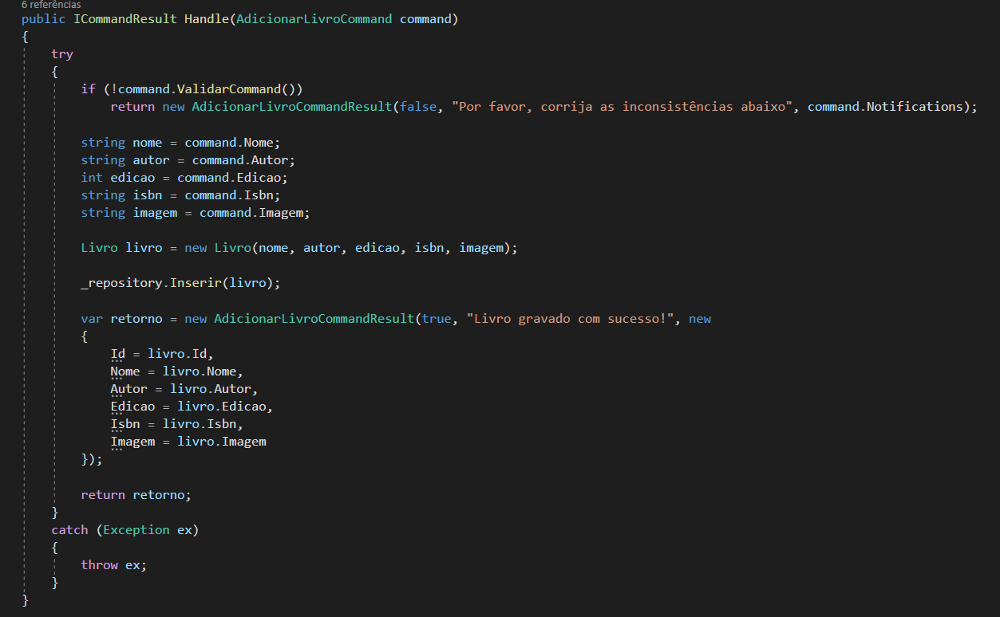 6 referências
public ICommandResult Handle(AdicionarLivroCommand command)
{
    try
    {
        if (!command.ValidarCommand())
            return new AdicionarLivroCommandResult(false, "Por favor, corrija as inconsistências abaixo", command.Notifications);

        string nome = command.Nome;
        string autor = command.Autor;
        int edicao = command.Edicao;
        string isbn = command.Isbn;
        string imagem = command.Imagem;

        Livro livro = new Livro(nome, autor, edicao, isbn, imagem);

        _repository.Inserir(livro);

        var retorno = new AdicionarLivroCommandResult(true, "Livro gravado com sucesso!", new
        {
            Id = livro.Id,
            Nome = livro.Nome,
            Autor = livro.Autor,
            Edicao = livro.Edicao,
            Isbn = livro.Isbn,
            Imagem = livro.Imagem
        });

        return retorno;
    }
    catch (Exception ex)
    {
        throw ex;
    }
}